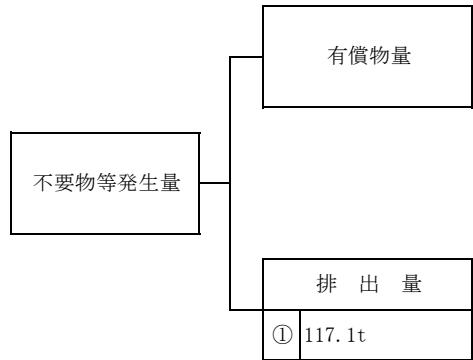 有償物量
不要物等発生量
排 出 量
① 117.1t